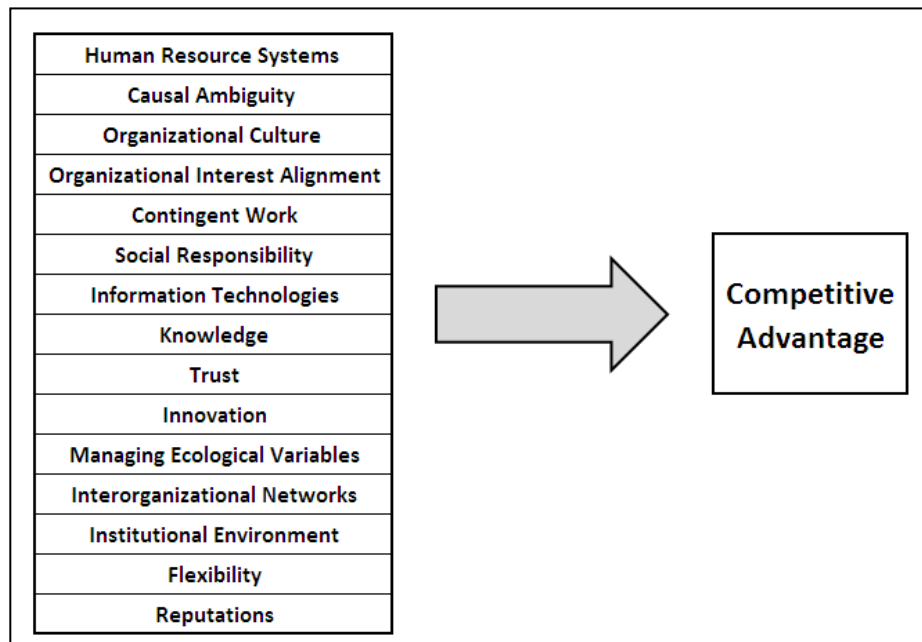 Human Resource Systems
Causal Ambiguity
Organizational Culture
Organizational Interest Alignment
Contingent Work
Social Responsibility
Information Technologies
Knowledge
Trust
Innovation
Managing Ecological Variables
Interorganizational Networks
Institutional Environment
Flexibility
Reputations
Competitive
Advantage